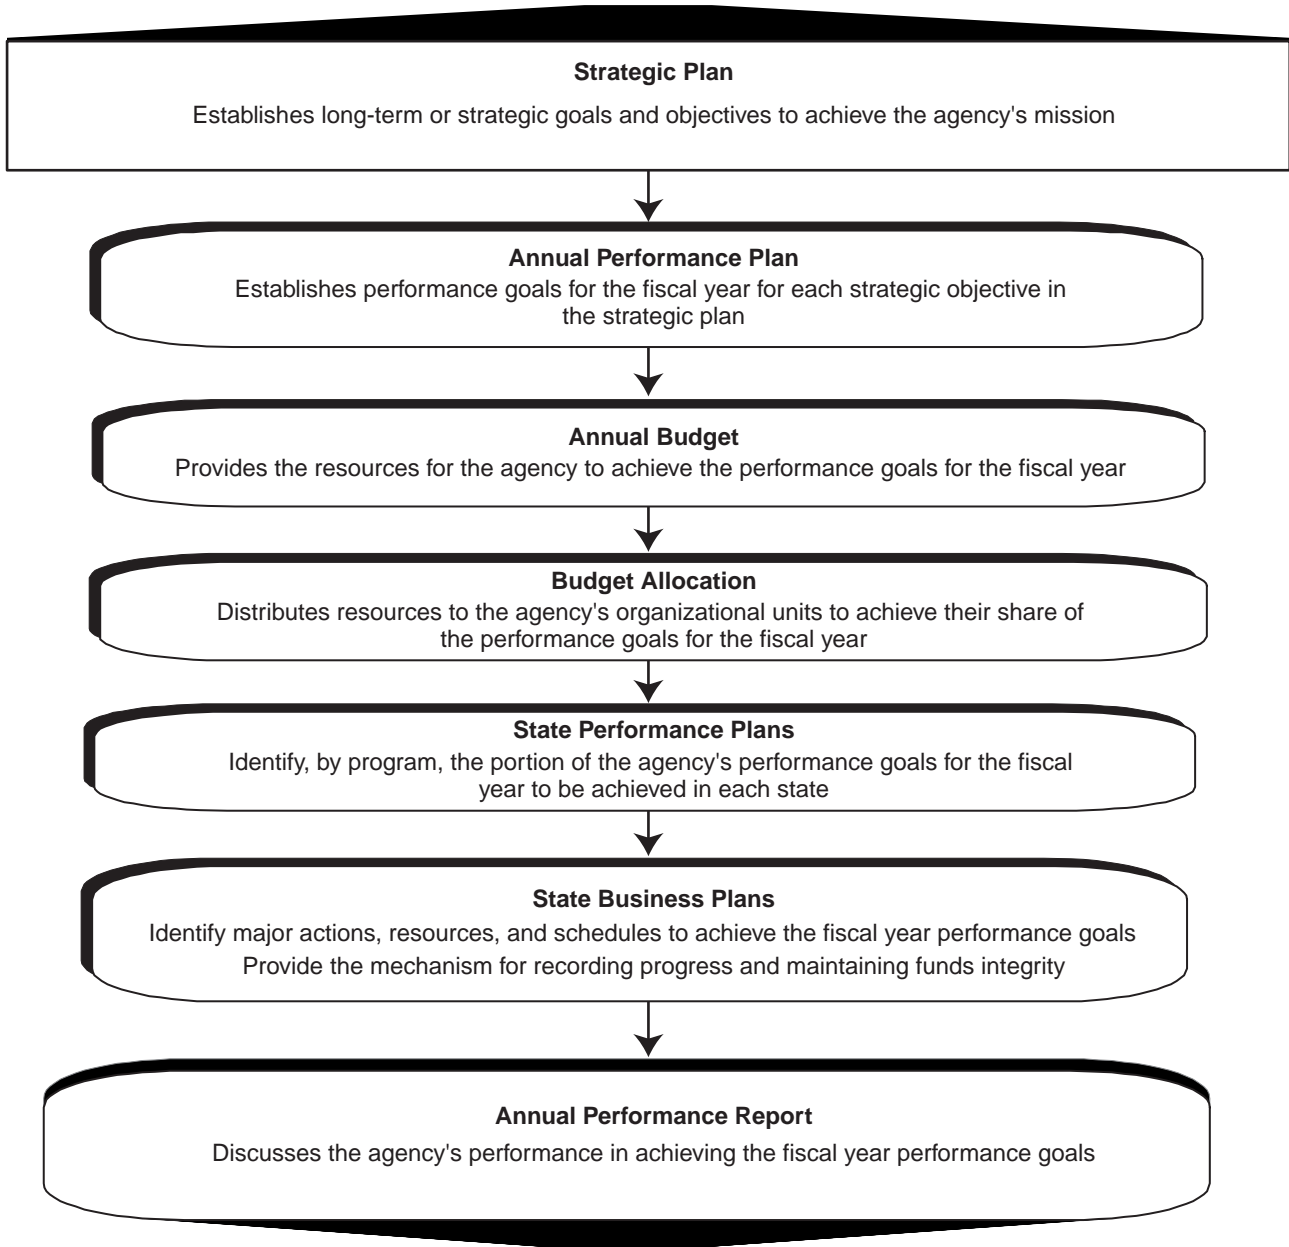 Strategic Plan
Establishes long-term or strategic goals and objectives to achieve the agency's mission
Annual Performance Plan
Establishes performance goals for the fiscal year for each strategic objective in
the strategic plan
Annual Budget
Provides the resources for the agency to achieve the performance goals for the fiscal year
Budget Allocation
Distributes resources to the agency's organizational units to achieve their share of
the performance goals for the fiscal year
State Performance Plans
Identify, by program, the portion of the agency's performance goals for the fiscal
year to be achieved in each state
State Business Plans
Identify major actions, resources, and schedules to achieve the fiscal year performance goals
Provide the mechanism for recording progress and maintaining funds integrity
Annual Performance Report
Discusses the agency's performance in achieving the fiscal year performance goals